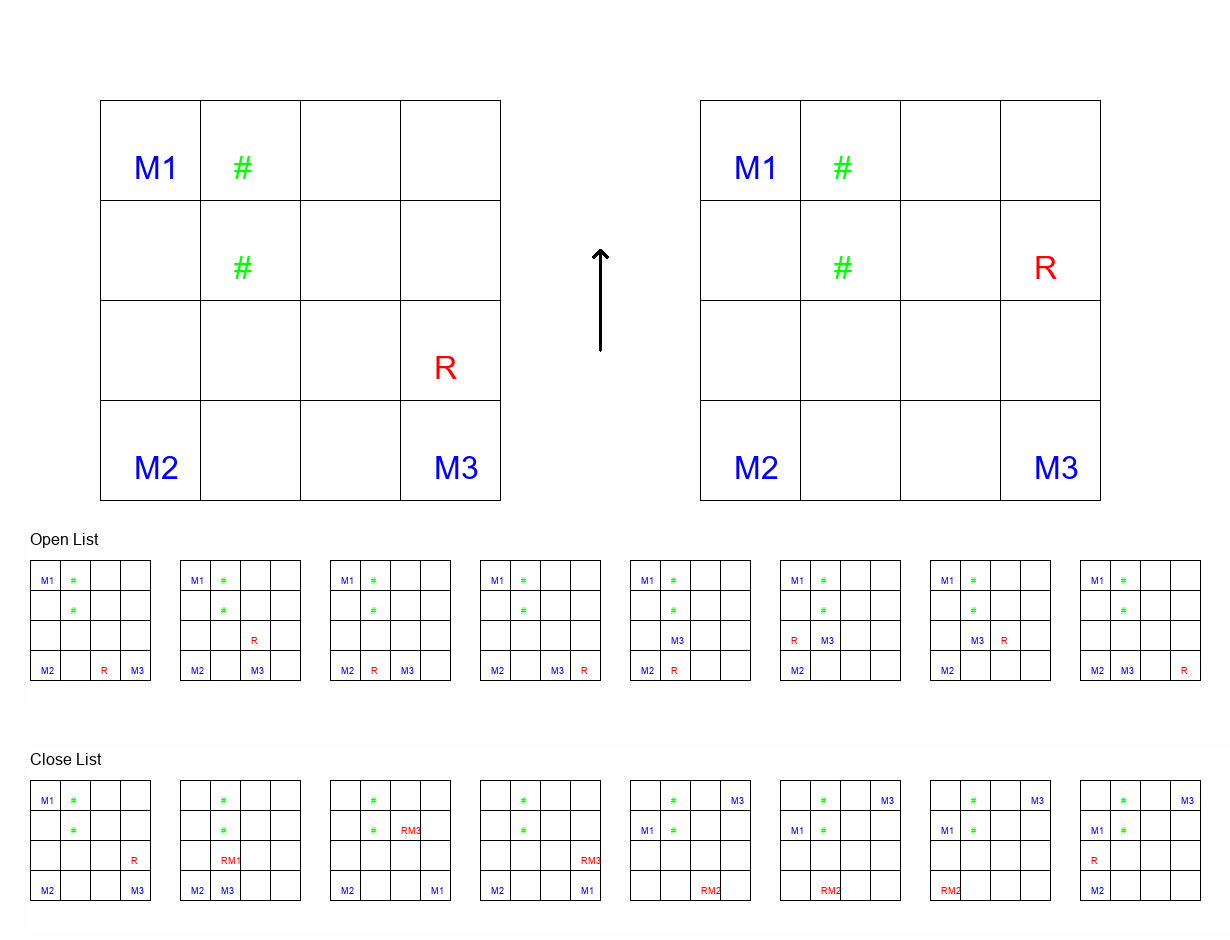 M1 # M1 #
# # R
R
M2 M3 M2 M3
Open List
M1 # M1 # M1 # M1 # M1 # M1 # M1 # M1 #
# # # # # # # #
R M3 R M3 M3 R
M2 R M3 M2 M3 M2 R M3 M2 M3 R M2 R M2 M2 M2 M3 R
Close List
M1 # # # # # M3 # M3 # M3 # M3
# # # RM3 # M1 # M1 # M1 # M1 #
R RM1 RM3 R
M2 M3 M2 M3 M2 M1 M2 M1 RM2 RM2 RM2 M2